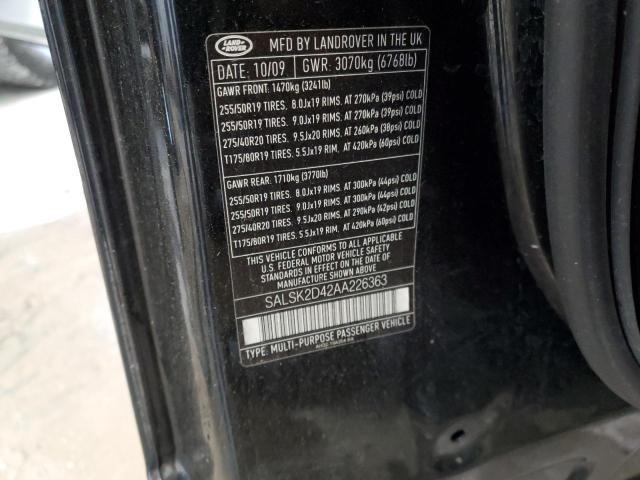 LAND-
ROVER
MFD BY LANDROVER IN THE UK
DATE: 10/09 GWR: 3070kg (6768lb)
GAWR FRONT: 1470kg (3241lb)
255/50R19 TIRES. 8.0Jx19 RIMS. AT 270kPa (39psi) COLD
255/50R19 TIRES. 9.0Jx19 RIMS. AT 270kPa (39psi) COLD
275/40R20 TIRES. 9.5Jx20 RIMS. AT 260kPa (38psi) COLD
T175/80R19 TIRES. 5.5Jx19 RIM. AT 420kPa (60psi) COLD
GAWR REAR: 1710kg (3770lb)
255/50R19 TIRES. 8.0Jx19 RIMS. AT 300kPa (44psi) COLD
255/50R19 TIRES. 9.0Jx19 RIMS. AT 300kPa (44psi) COLD
275/40R20 TIRES. 9.5Jx20 RIMS. AT 290kPa (42psi) COLD
T175/80R19 TIRES. 5.5Jx19 RIM. AT 420kPa (60psi) COLD
THIS VEHICLE CONFORMS TO ALL APPLICABLE
U.S. FEDERAL MOTOR VEHICLE SAFETY
STANDARDS IN EFFECT ON THE DATE OF
MANUFACTURE SHOWN ABOVE
SALSK2D42AA226363
TYPE: MULTI-PURPOSE PASSENGER VEHICLE